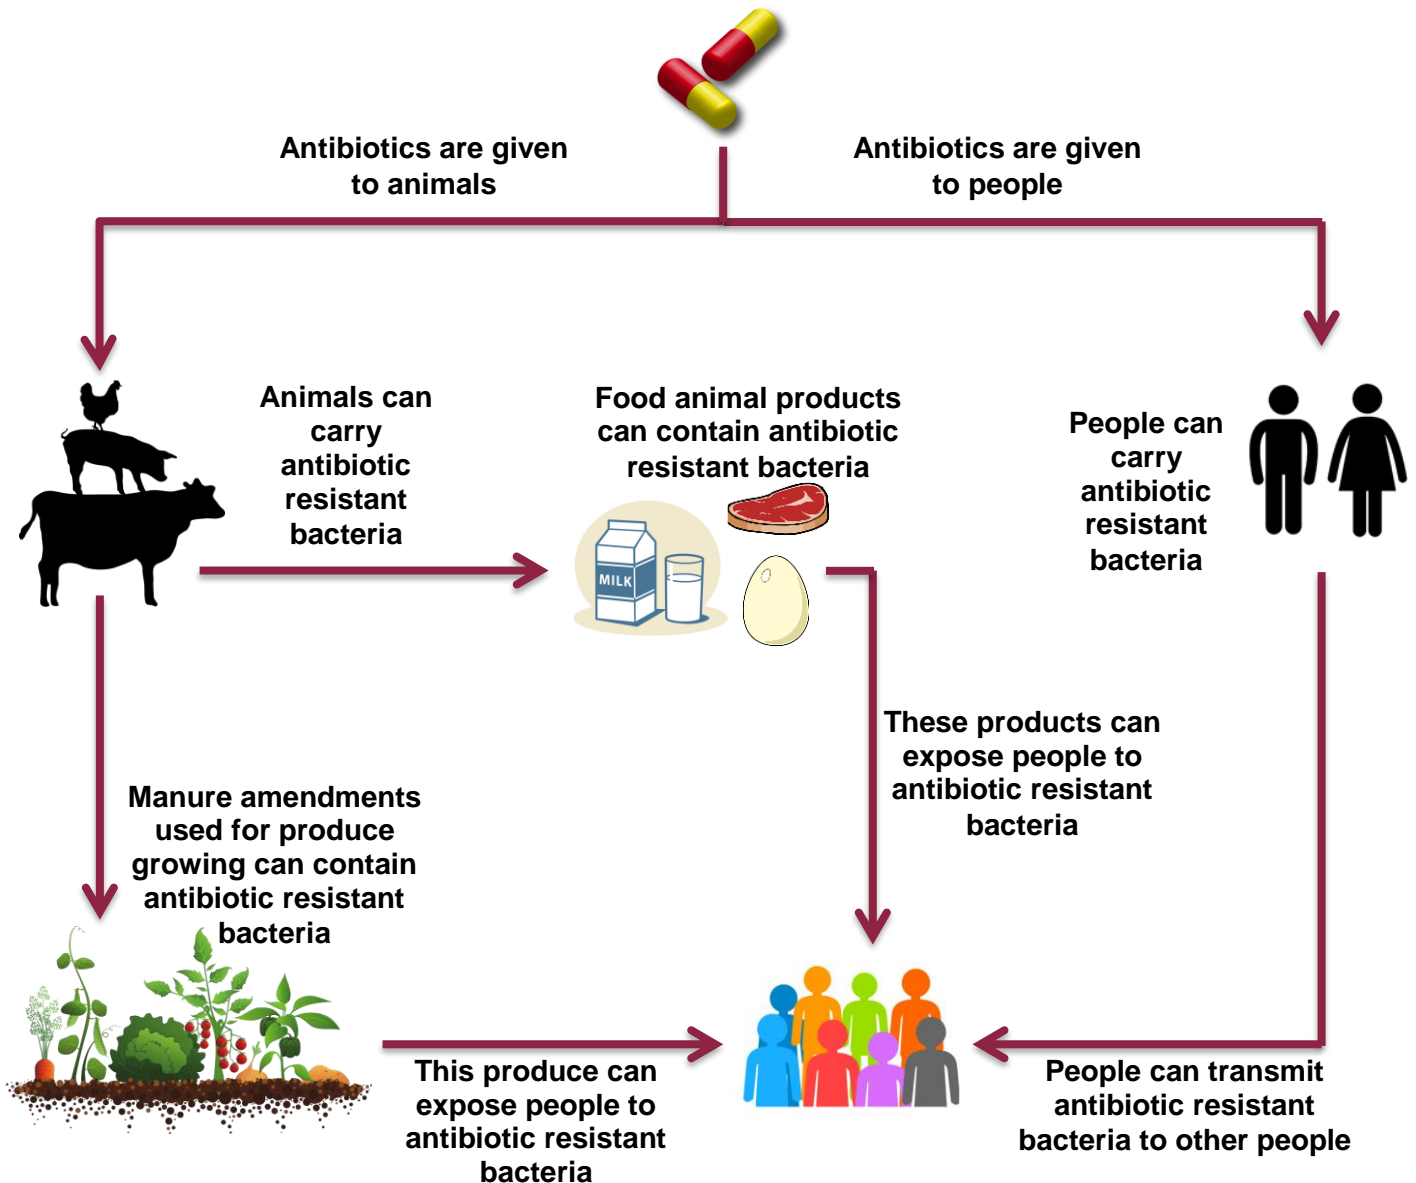 Antibiotics are given
to animals
Antibiotics are given
to people
Animals can
carry
antibiotic
resistant
bacteria
Food animal products
can contain antibiotic
resistant bacteria
People can
carry
antibiotic
resistant
bacteria
MILK
These products can
expose people to
antibiotic resistant
bacteria
Manure amendments
used for produce
growing can contain
antibiotic resistant
bacteria
This produce can
expose people to
antibiotic resistant
bacteria
People can transmit
antibiotic resistant
bacteria to other people